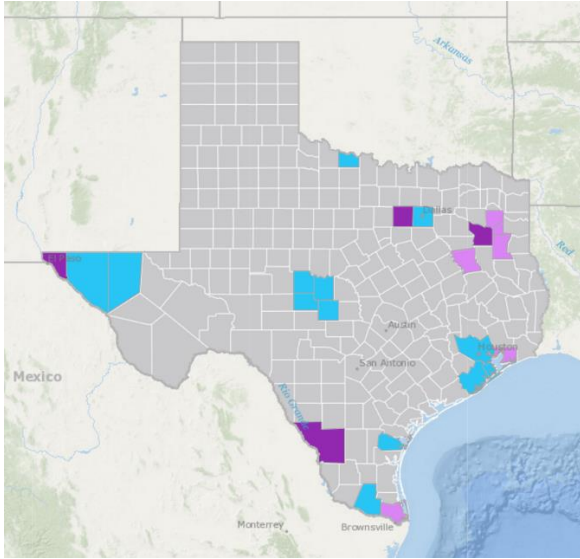 Arkansas
Dallas
Red
El Paso
Austin
Houston
San Antonio
Mexico
Rio Grande
Monterrey
Brownsville